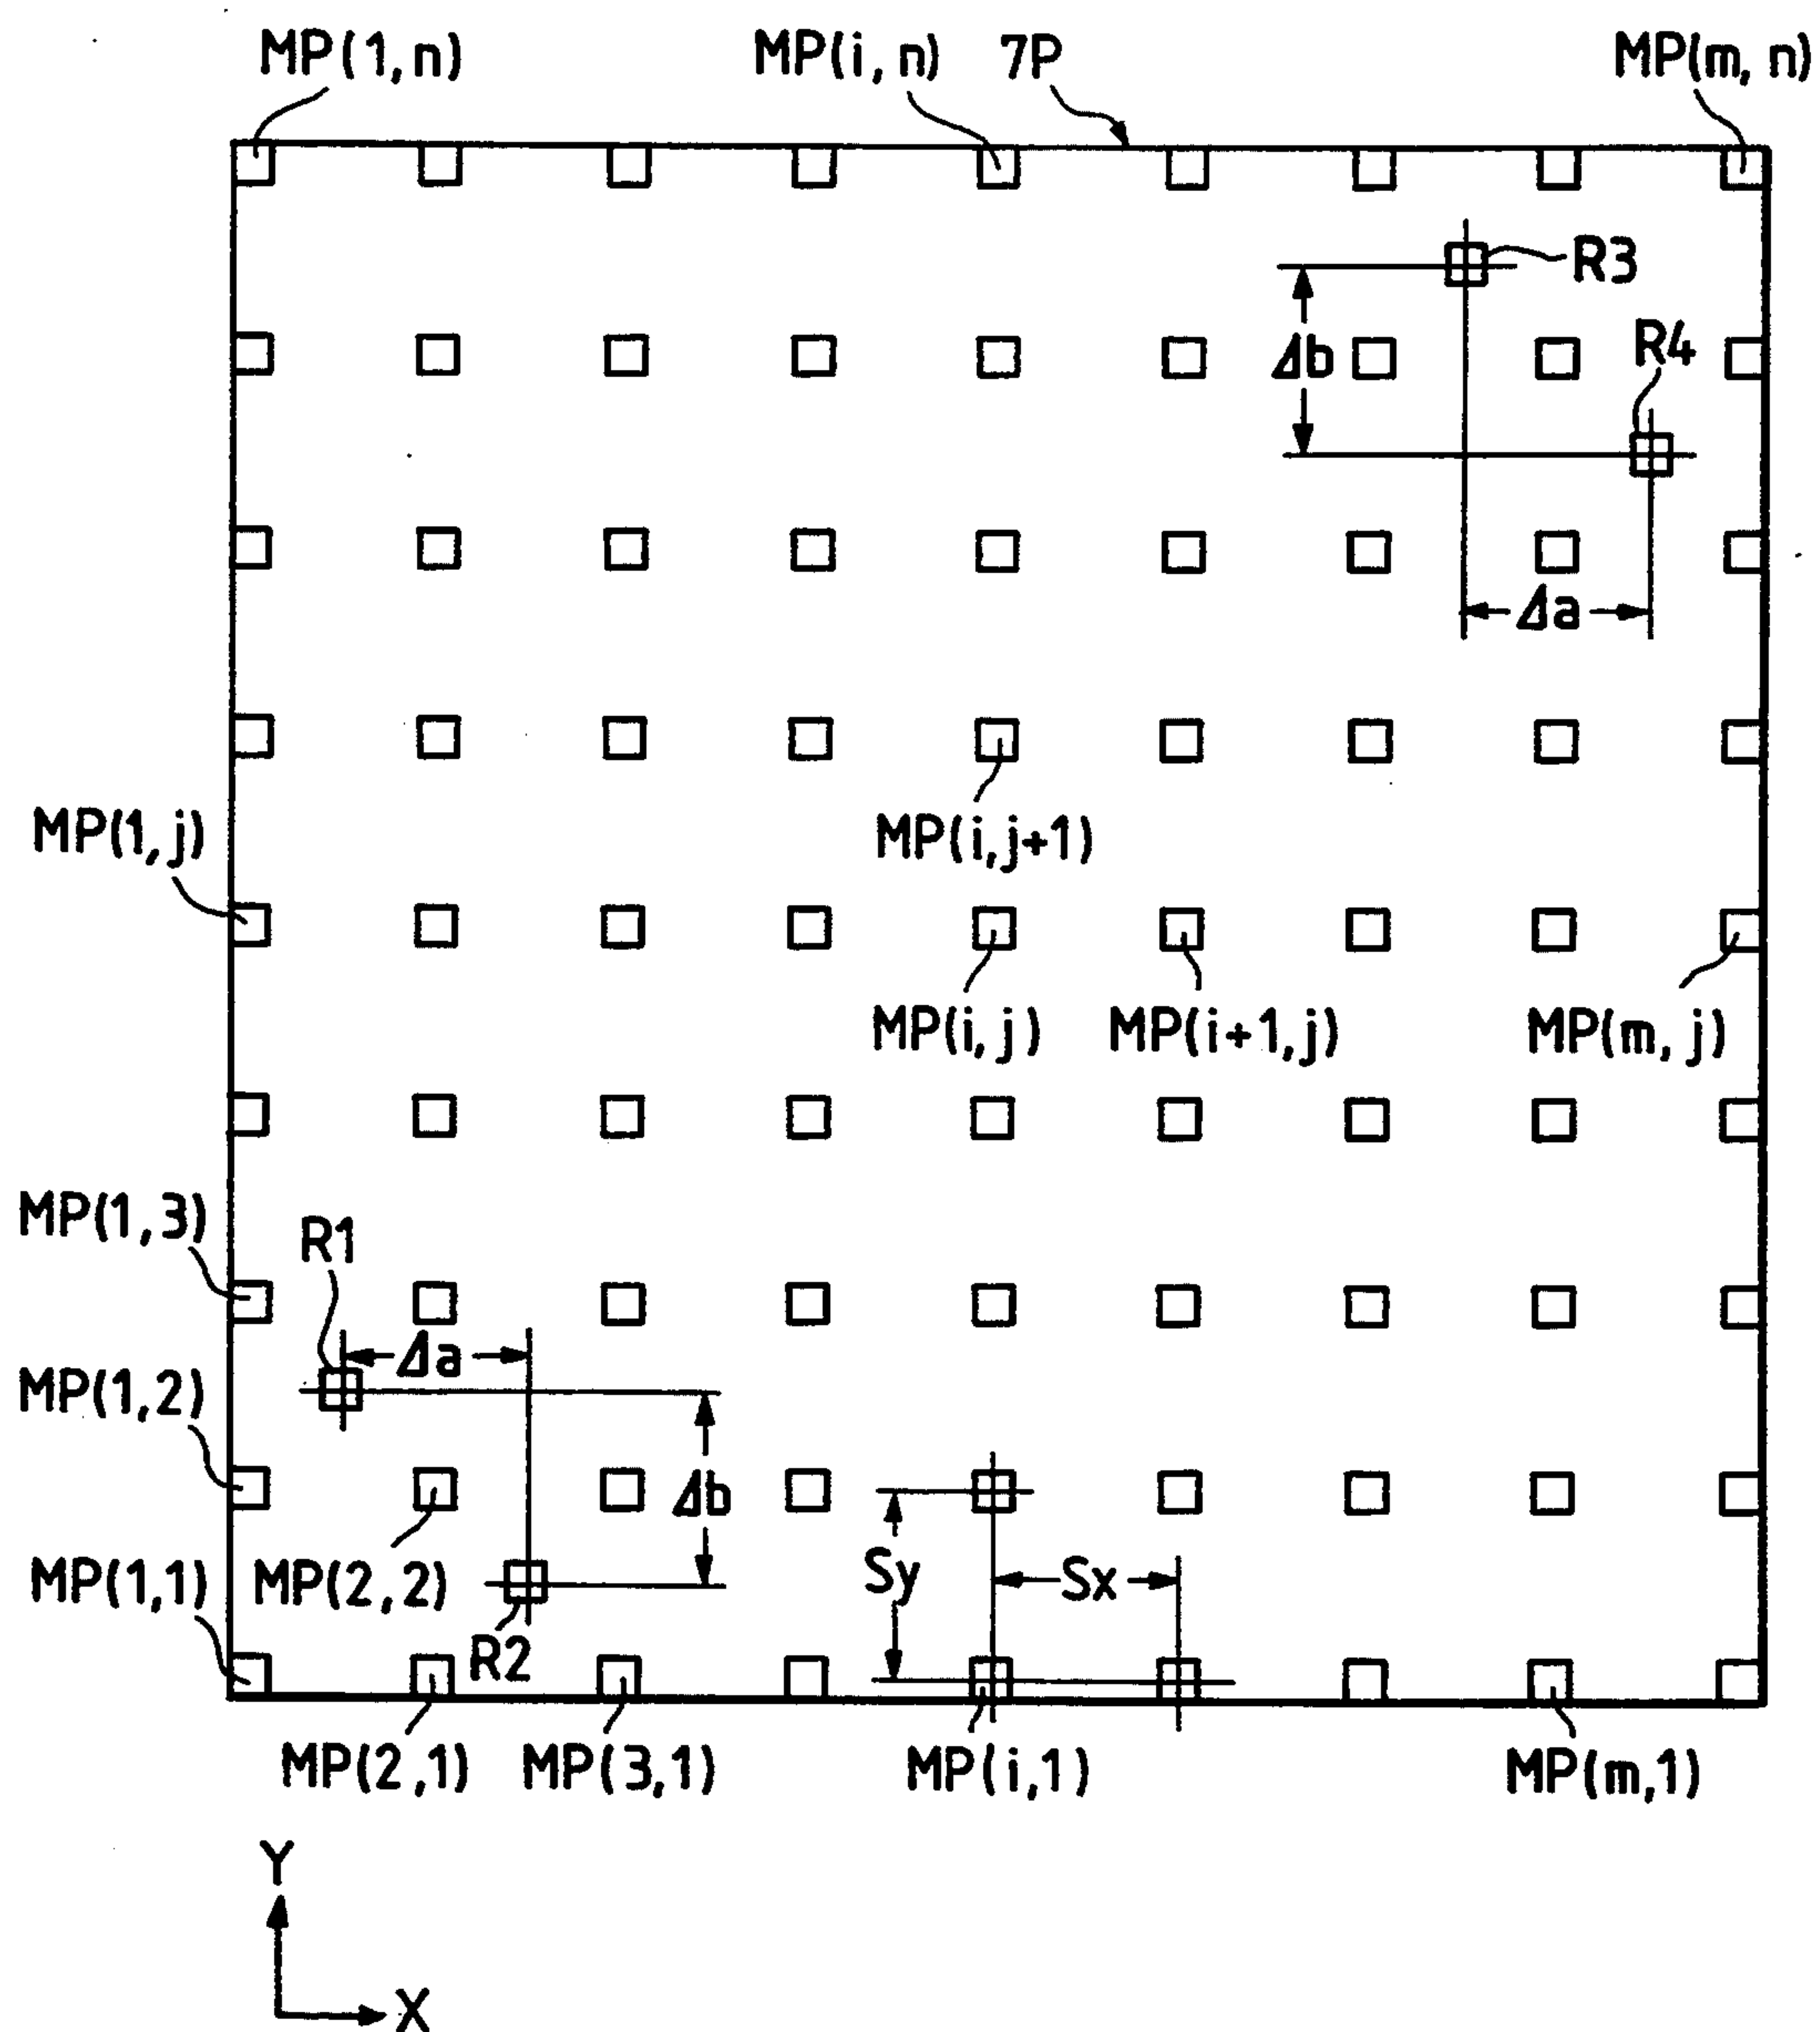 MP(1,n)
MP(i,n)
7P
MP(m,n)
R3
Δb
R4
Δa
MP(1,j)
MP(i,j+1)
MP(i,j)
MP(i+1,j)
MP(m,j)
MP(1,3)
R1
Δa
MP(1,2)
Δb
MP(1,1)
MP(2,2)
Sy
Sx
R2
MP(2,1)
MP(3,1)
MP(i,1)
MP(m,1)
Y
X